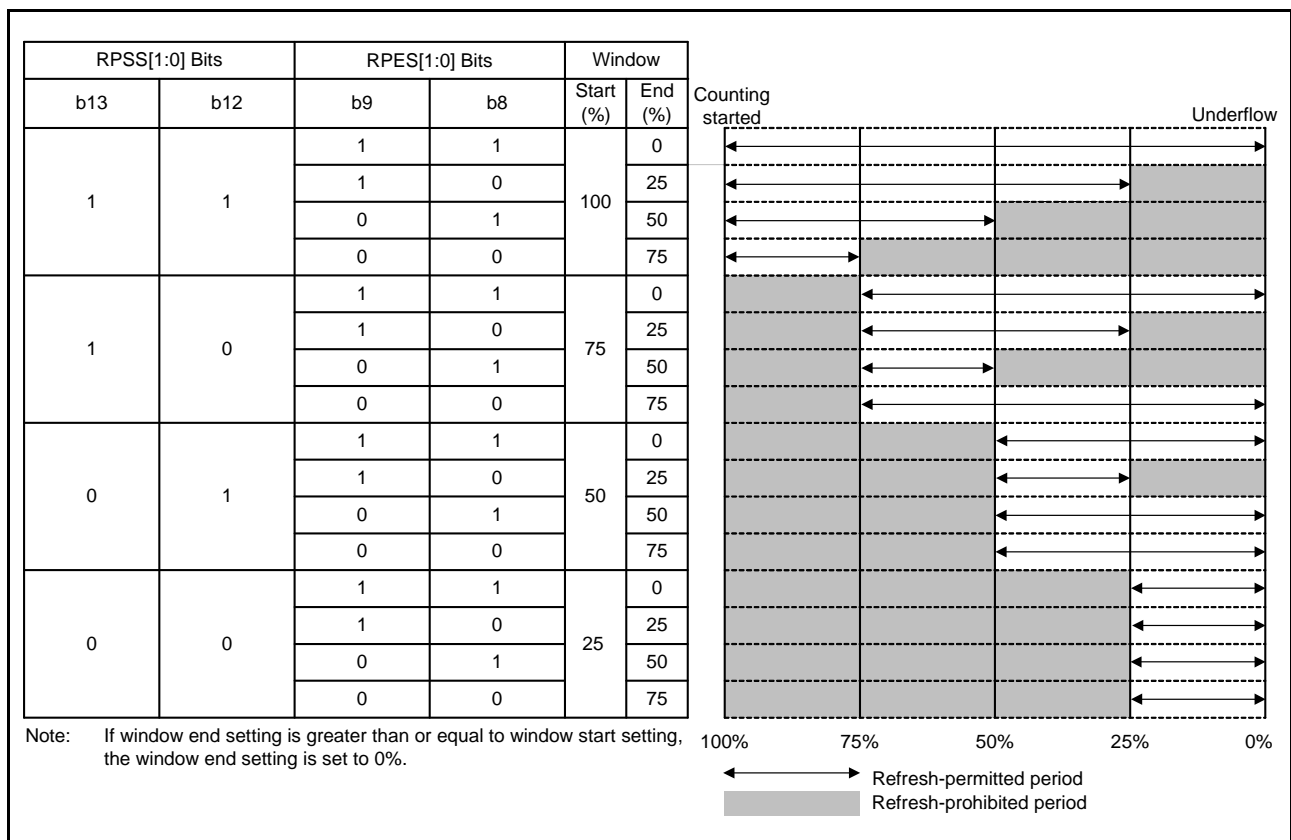 RPSS[1:0] Bits RPES[1:0] Bits Window
b13 b12 b9 b8 Start (%) End (%)
Counting started Underflow
1 1 100 1 1 0
1 0 25
0 1 50
0 0 75
1 0 75 1 1 0
1 0 25
0 1 50
0 0 75
0 1 50 1 1 0
1 0 25
0 1 50
0 0 75
0 0 25 1 1 0
1 0 25
0 1 50
0 0 75
Note: If window end setting is greater than or equal to window start setting,
the window end setting is set to 0%.
100% 75% 50% 25% 0%
Refresh-permitted period
Refresh-prohibited period